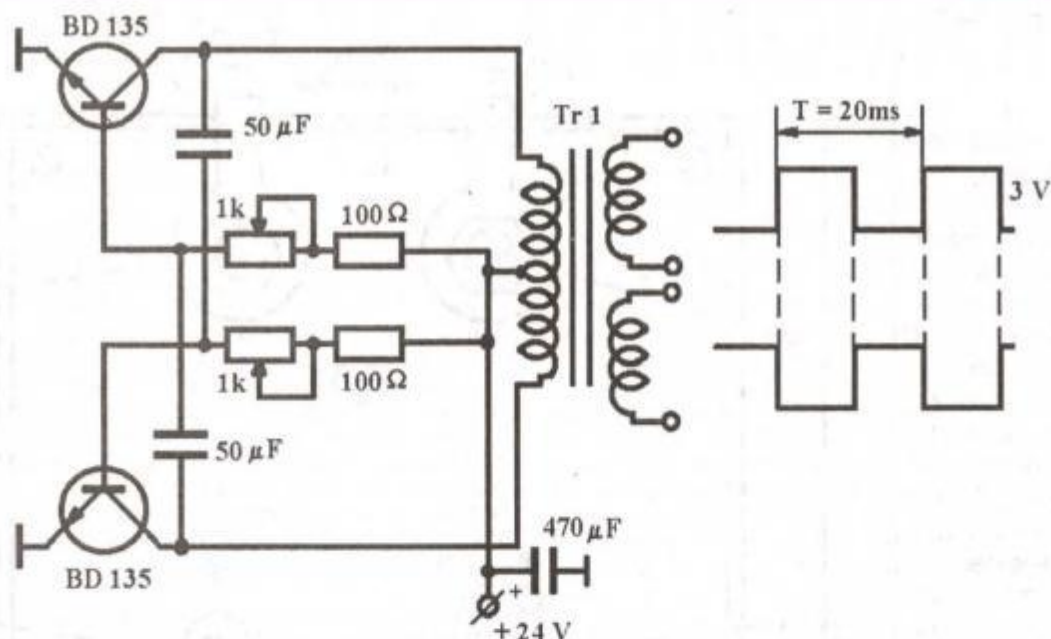 BD 135
50 µF
1k
100 Ω
Tr 1
T = 20ms
3 V
1k
100 Ω
50 µF
BD 135
470 µF
+
+ 24 V